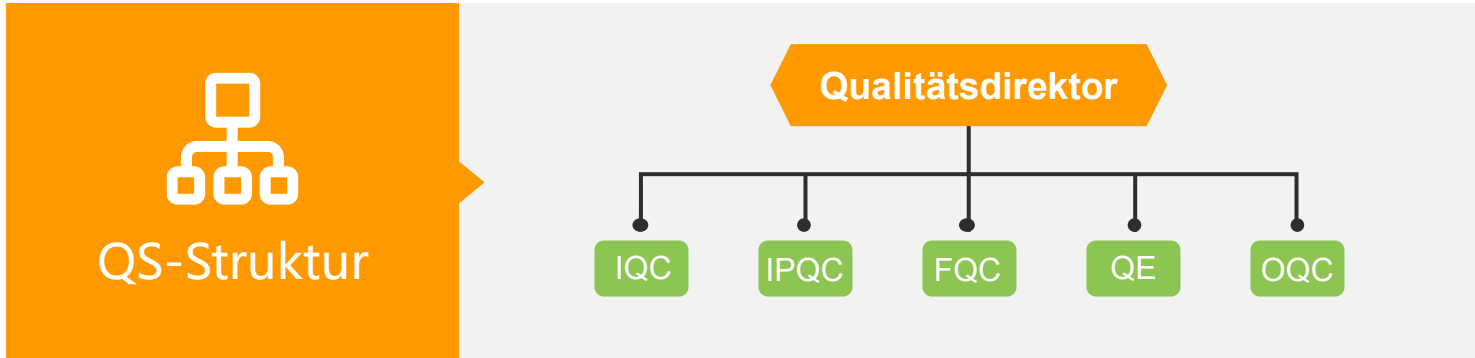 QS-Struktur
Qualitätsdirektor
IQC
IPQC
FQC
QE
OQC